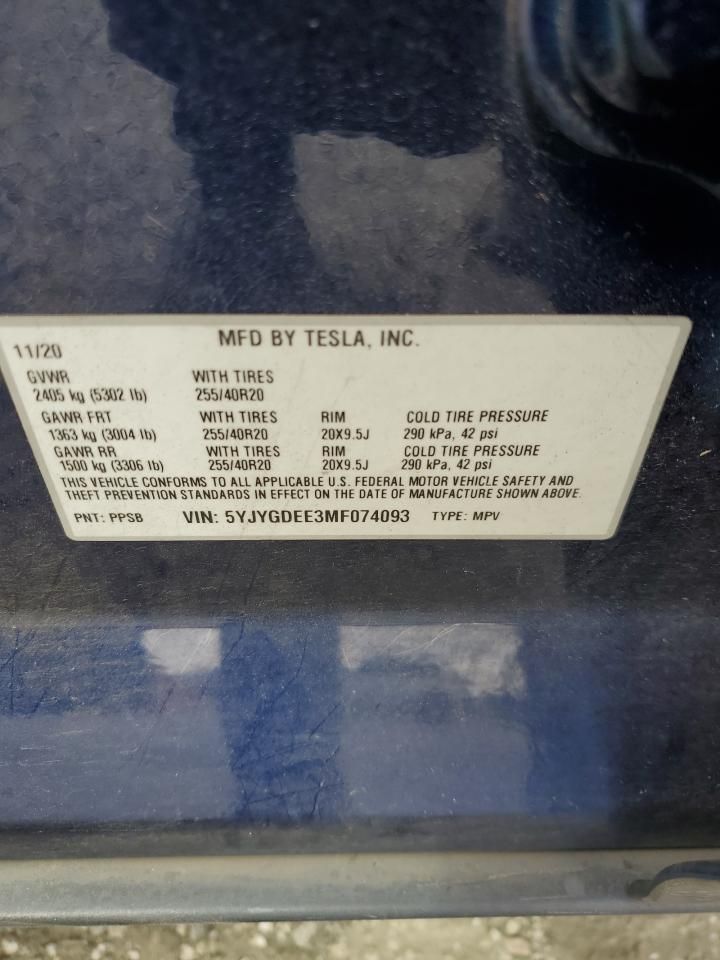 MFD BY TESLA, INC.
11/20
GVWR WITH TIRES
2405 kg (5302 lb) 255/40R20
GAWR FRT WITH TIRES RIM COLD TIRE PRESSURE
1363 kg (3004 lb) 255/40R20 20X9.5J 290 kPa, 42 psi
GAWR RR WITH TIRES RIM COLD TIRE PRESSURE
1500 kg (3306 lb) 255/40R20 20X9.5J 290 kPa, 42 psi
THIS VEHICLE CONFORMS TO ALL APPLICABLE U.S. FEDERAL MOTOR VEHICLE SAFETY AND
THEFT PREVENTION STANDARDS IN EFFECT ON THE DATE OF MANUFACTURE SHOWN ABOVE.
PNT: PPSB VIN: 5YJYGDEE3MF074093 TYPE: MPV